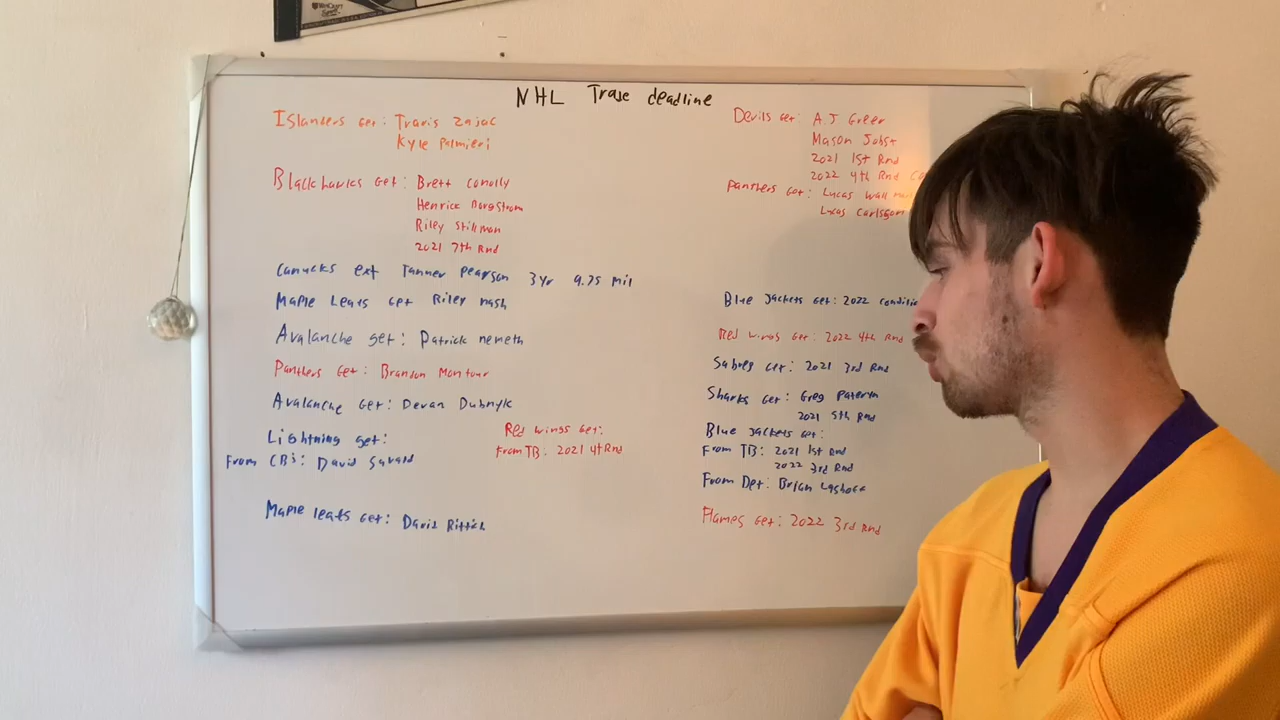 WinCraft
NHL Trade deadline
Islanders Get: Travis Zajac
Kyle Palmieri
Devils Get: AJ Greer
Mason Jobst
2021 1st Rnd
2022 4th Rnd
Blackhawks Get: Brett Conolly
Henrick Borgstrom
Riley Stillman
2021 7th Rnd
Panthers Get: Lucas Wall
Lucas Carlsson
Canucks ext Tanner Pearson 3yr 9.75 mil
Maple Leafs Get Riley Nash
Blue Jackets Get: 2022
Avalanche Get: Patrick Nemeth
Red wings Get: 2022 4th Rnd
Panthers Get: Brandon Montour
Sabres Get: 2021 3rd Rnd
Avalanche Get: Devan Dubnyk
Sharks Get: Greg Pateryn
2021 5th Rnd
Lightning get:
From CBJ: David Savard
Red wings Get:
From TB: 2021 4th Rnd
Blue Jackets Get:
From TB: 2021 1st Rnd
2022 3rd Rnd
From Det: Brian Lashoff
Maple leafs Get: David Rittich
Flames Get: 2022 3rd Rnd